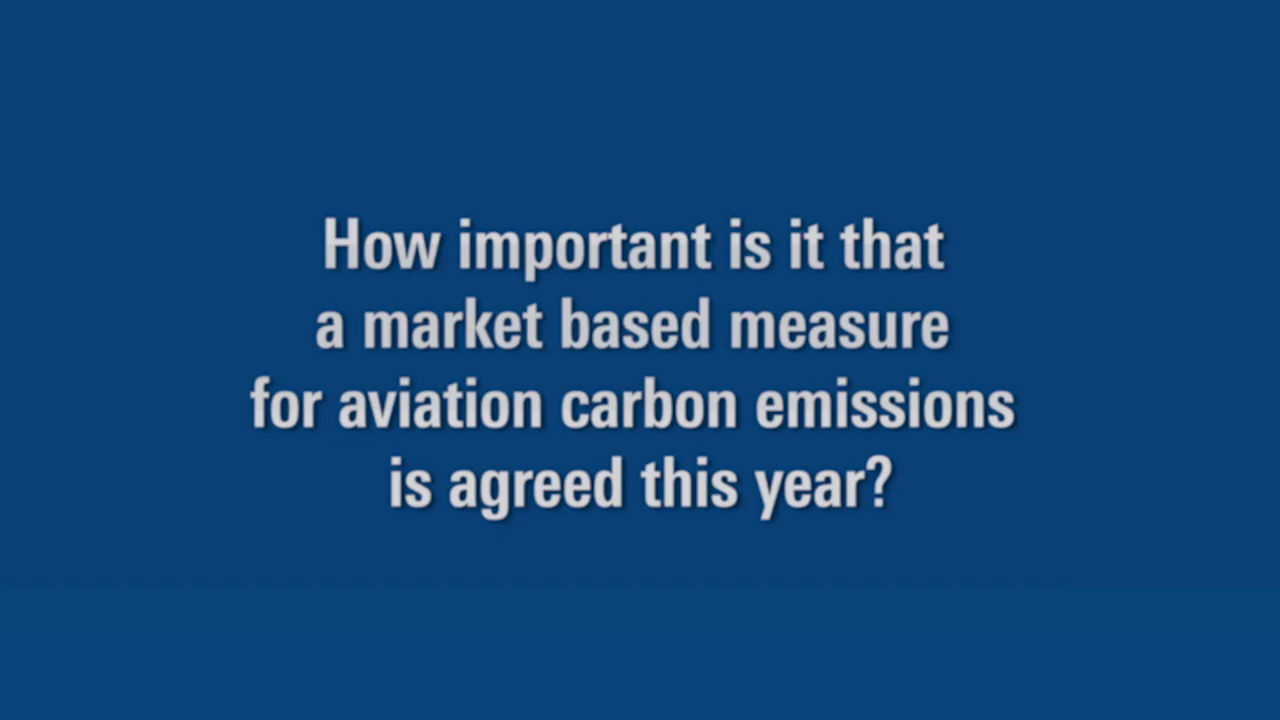 How important is it that
a market based measure
for aviation carbon emissions
is agreed this year?